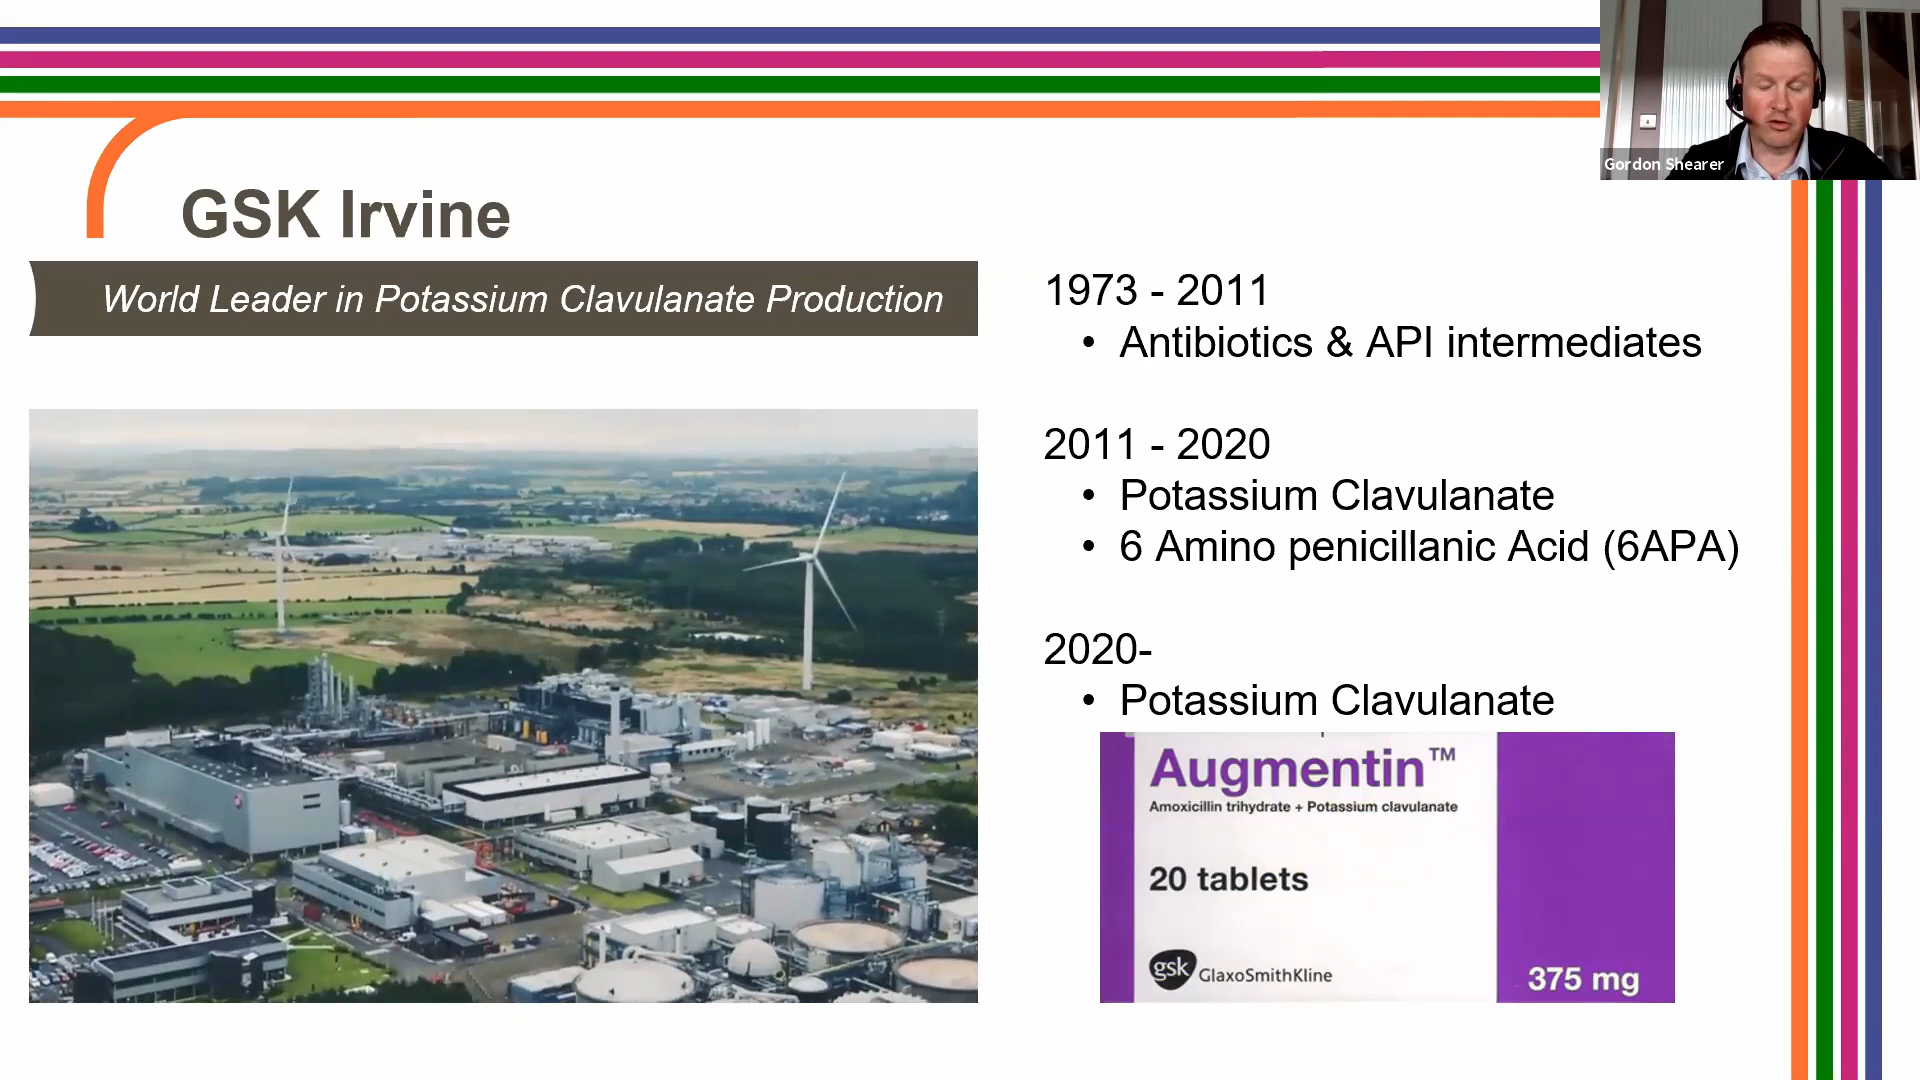 Gordon Shearer
GSK Irvine
World Leader in Potassium Clavulanate Production
1973 - 2011
• Antibiotics & API intermediates
2011 - 2020
• Potassium Clavulanate
• 6 Amino penicillanic Acid (6APA)
2020-
• Potassium Clavulanate
Augmentin™
Amoxicillin trihydrate + Potassium clavulanate
20 tablets
gsk GlaxoSmithKline
375 mg